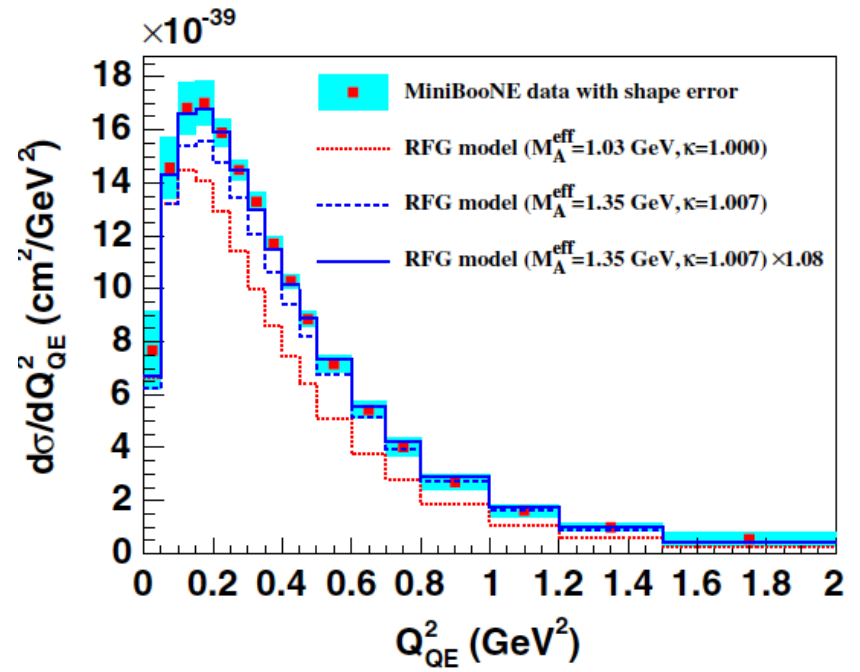 ×10⁻³⁹
dσ/dQ²_QE (cm²/GeV²)
18
16
14
12
10
8
6
4
2
0
MiniBooNE data with shape error
RFG model (M_A^eff=1.03 GeV,κ=1.000)
RFG model (M_A^eff=1.35 GeV,κ=1.007)
RFG model (M_A^eff=1.35 GeV,κ=1.007) ×1.08
0 0.2 0.4 0.6 0.8 1 1.2 1.4 1.6 1.8 2
Q²_QE (GeV²)